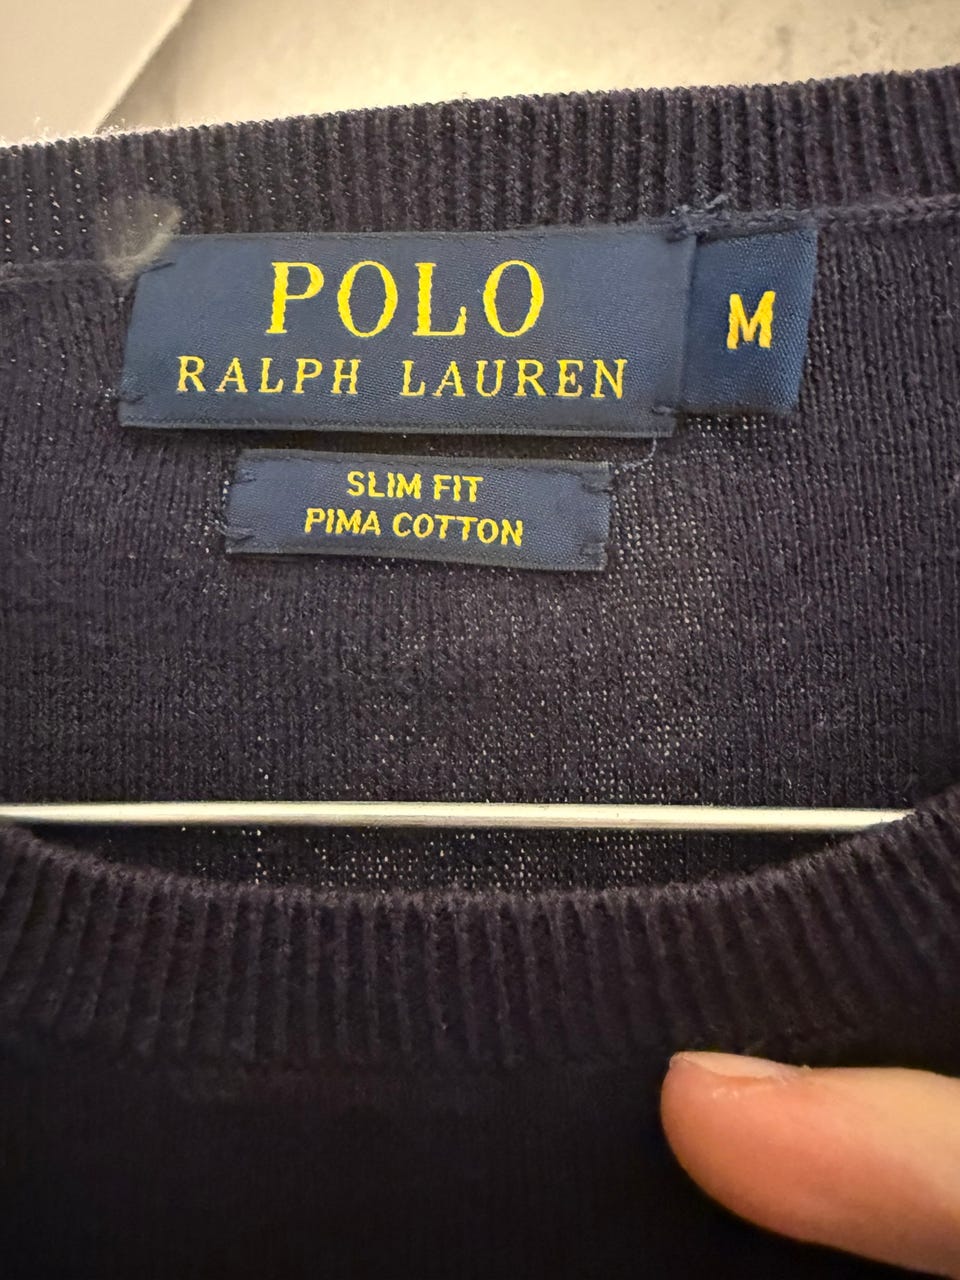 POLO
RALPH LAUREN
M
SLIM FIT
PIMA COTTON